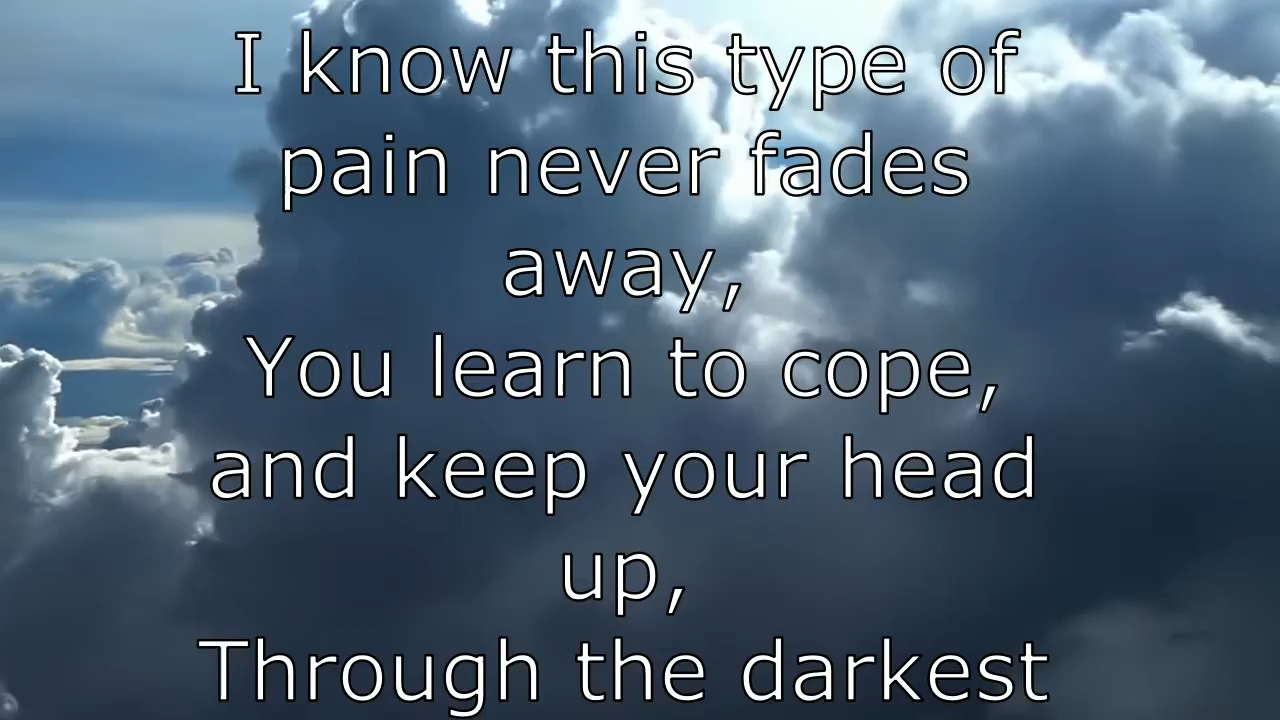 I know this type of
pain never fades
away,
You learn to cope,
and keep your head
up,
Through the darkest